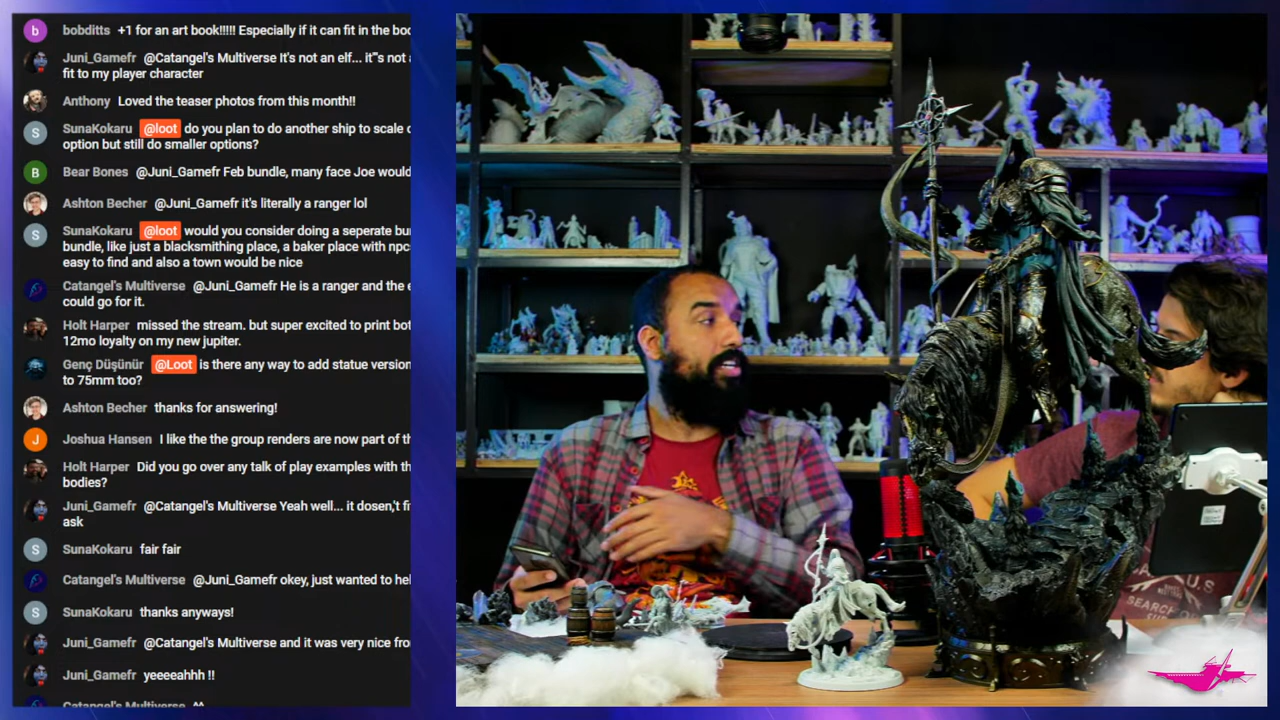 b
bobditts +1 for an art book!!!!! Especially if it can fit in the
Juni_Gamefr @Catangel's Multiverse It's not an elf... it"s not
fit to my player character
Anthony Loved the teaser photos from this month!!
S
SunaKokaru @loot do you plan to do another ship to scale
option but still do smaller options?
B
Bear Bones @Juni_Gamefr Feb bundle, many face Joe would
Ashton Becher @Juni_Gamefr it's literally a ranger lol
S
SunaKokaru @loot would you consider doing a seperate
bundle, like just a blacksmithing place, a baker place with
easy to find and also a town would be nice
Catangel's Multiverse @Juni_Gamefr He is a ranger and the
could go for it.
Holt Harper missed the stream. but super excited to print
12mo loyalty on my new jupiter.
Genç Düşünür @Loot is there any way to add statue version
to 75mm too?
Ashton Becher thanks for answering!
J
Joshua Hansen I like the the group renders are now part of
Holt Harper Did you go over any talk of play examples with
bodies?
Juni_Gamefr @Catangel's Multiverse Yeah well... it dosen,'t
ask
S
SunaKokaru fair fair
Catangel's Multiverse @Juni_Gamefr okey, just wanted to
S
SunaKokaru thanks anyways!
Juni_Gamefr @Catangel's Multiverse and it was very nice
Juni_Gamefr yeeeeahhh !!
Catangel's Multiverse ^^
SEARCH